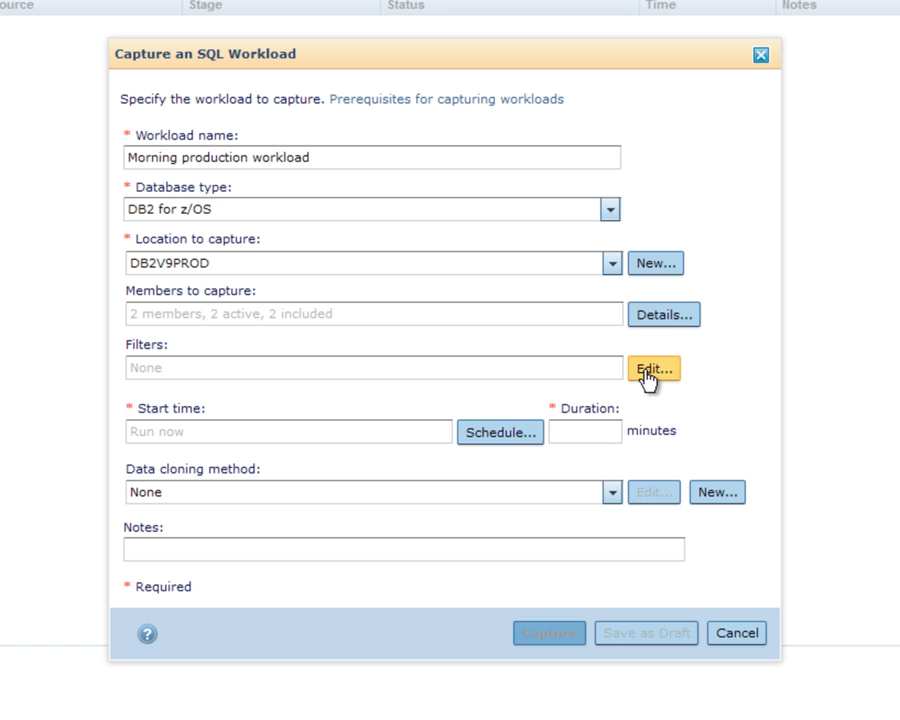 ource Stage Status Time Notes
Capture an SQL Workload
Specify the workload to capture. Prerequisites for capturing workloads
* Workload name:
Morning production workload
* Database type:
DB2 for z/OS
* Location to capture:
DB2V9PROD New...
Members to capture:
2 members, 2 active, 2 included Details...
Filters:
None Edit...
* Start time: * Duration:
Run now Schedule... minutes
Data cloning method:
None Edit... New...
Notes:
* Required
? Capture Save as Draft Cancel